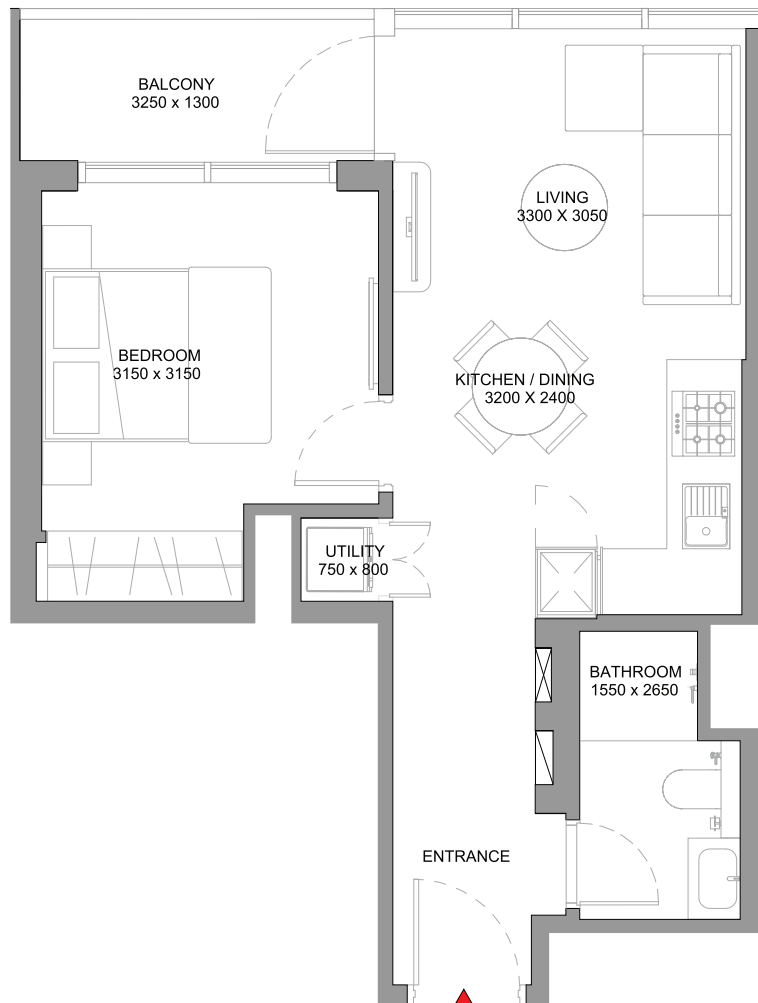 BALCONY
3250 x 1300
LIVING
3300 X 3050
BEDROOM
3150 x 3150
KITCHEN / DINING
3200 X 2400
UTILITY
750 x 800
BATHROOM
1550 x 2650
ENTRANCE